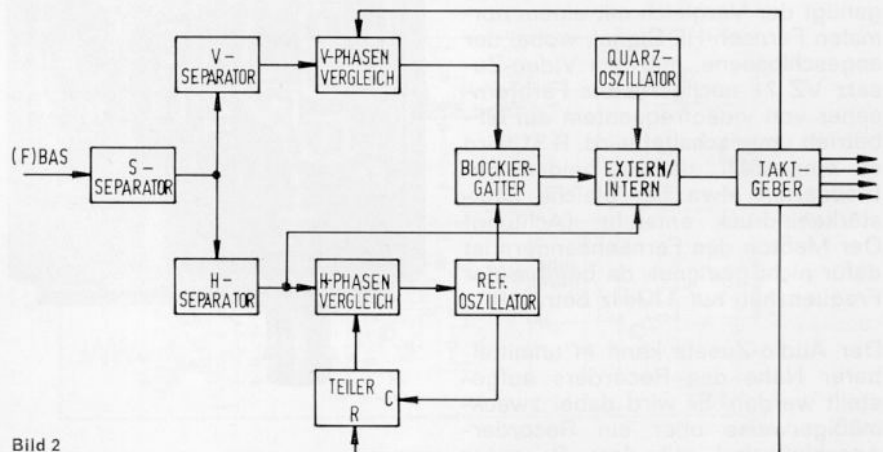 V-
SEPARATOR
V-PHASEN
VERGLEICH
QUARZ-
OSZILLATOR
(F)BAS
S-
SEPARATOR
BLOCKIER-
GATTER
EXTERN/
INTERN
TAKT-
GEBER
H-
SEPARATOR
H-PHASEN
VERGLEICH
REF.
OSZILLATOR
TEILER
R
C
Bild 2